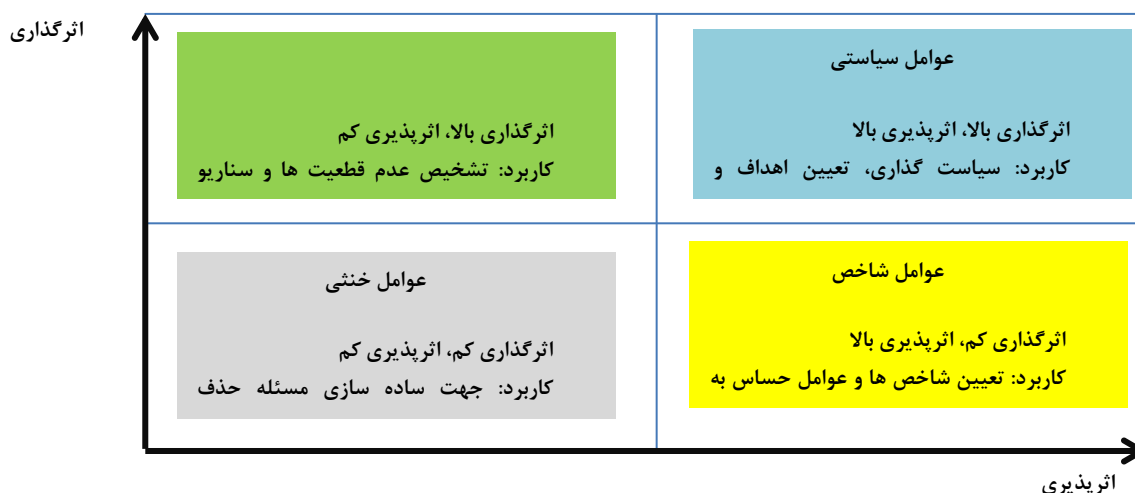 اثرگذاری
عوامل سیاستی
اثرگذاری بالا، اثرپذیری بالا
کاربرد: سیاست گذاری، تعیین اهداف و
اثرگذاری بالا، اثرپذیری کم
کاربرد: تشخیص عدم قطعیت ها و سناریو
عوامل شاخص
اثرگذاری کم، اثرپذیری بالا
کاربرد: تعیین شاخص ها و عوامل حساس به
عوامل خنثی
اثرگذاری کم، اثرپذیری کم
کاربرد: جهت ساده سازی مسئله حذف
اثرپذیری